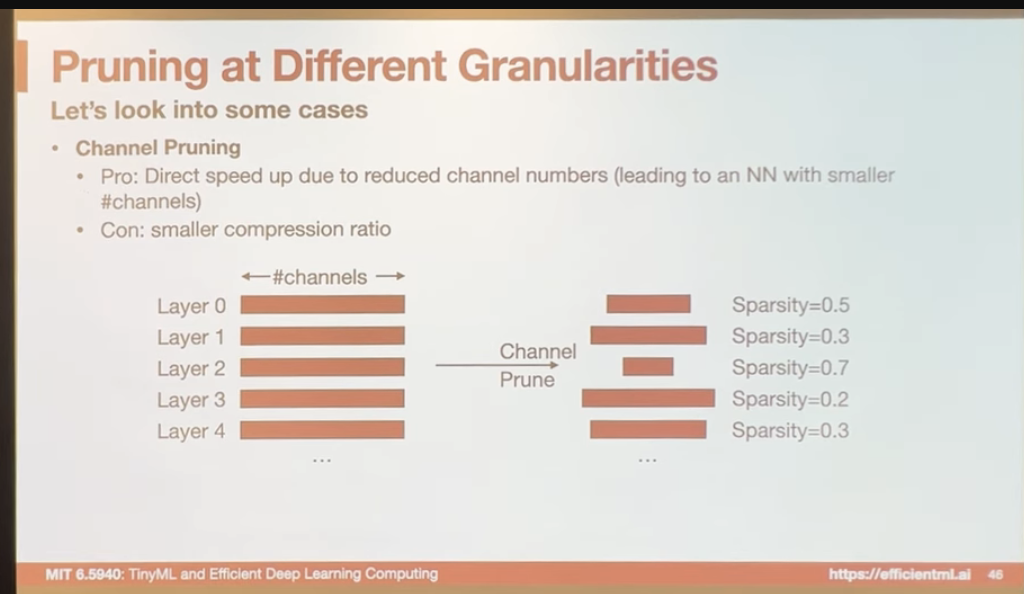 Pruning at Different Granularities
Let's look into some cases
• Channel Pruning
• Pro: Direct speed up due to reduced channel numbers (leading to an NN with smaller
#channels)
• Con: smaller compression ratio
#channels
Layer 0
Sparsity=0.5
Layer 1
Sparsity=0.3
Layer 2
Sparsity=0.7
Layer 3
Sparsity=0.2
Layer 4
Sparsity=0.3
...
...
Channel
Prune
MIT 6.5940: TinyML and Efficient Deep Learning Computing
https://efficientml.ai
46